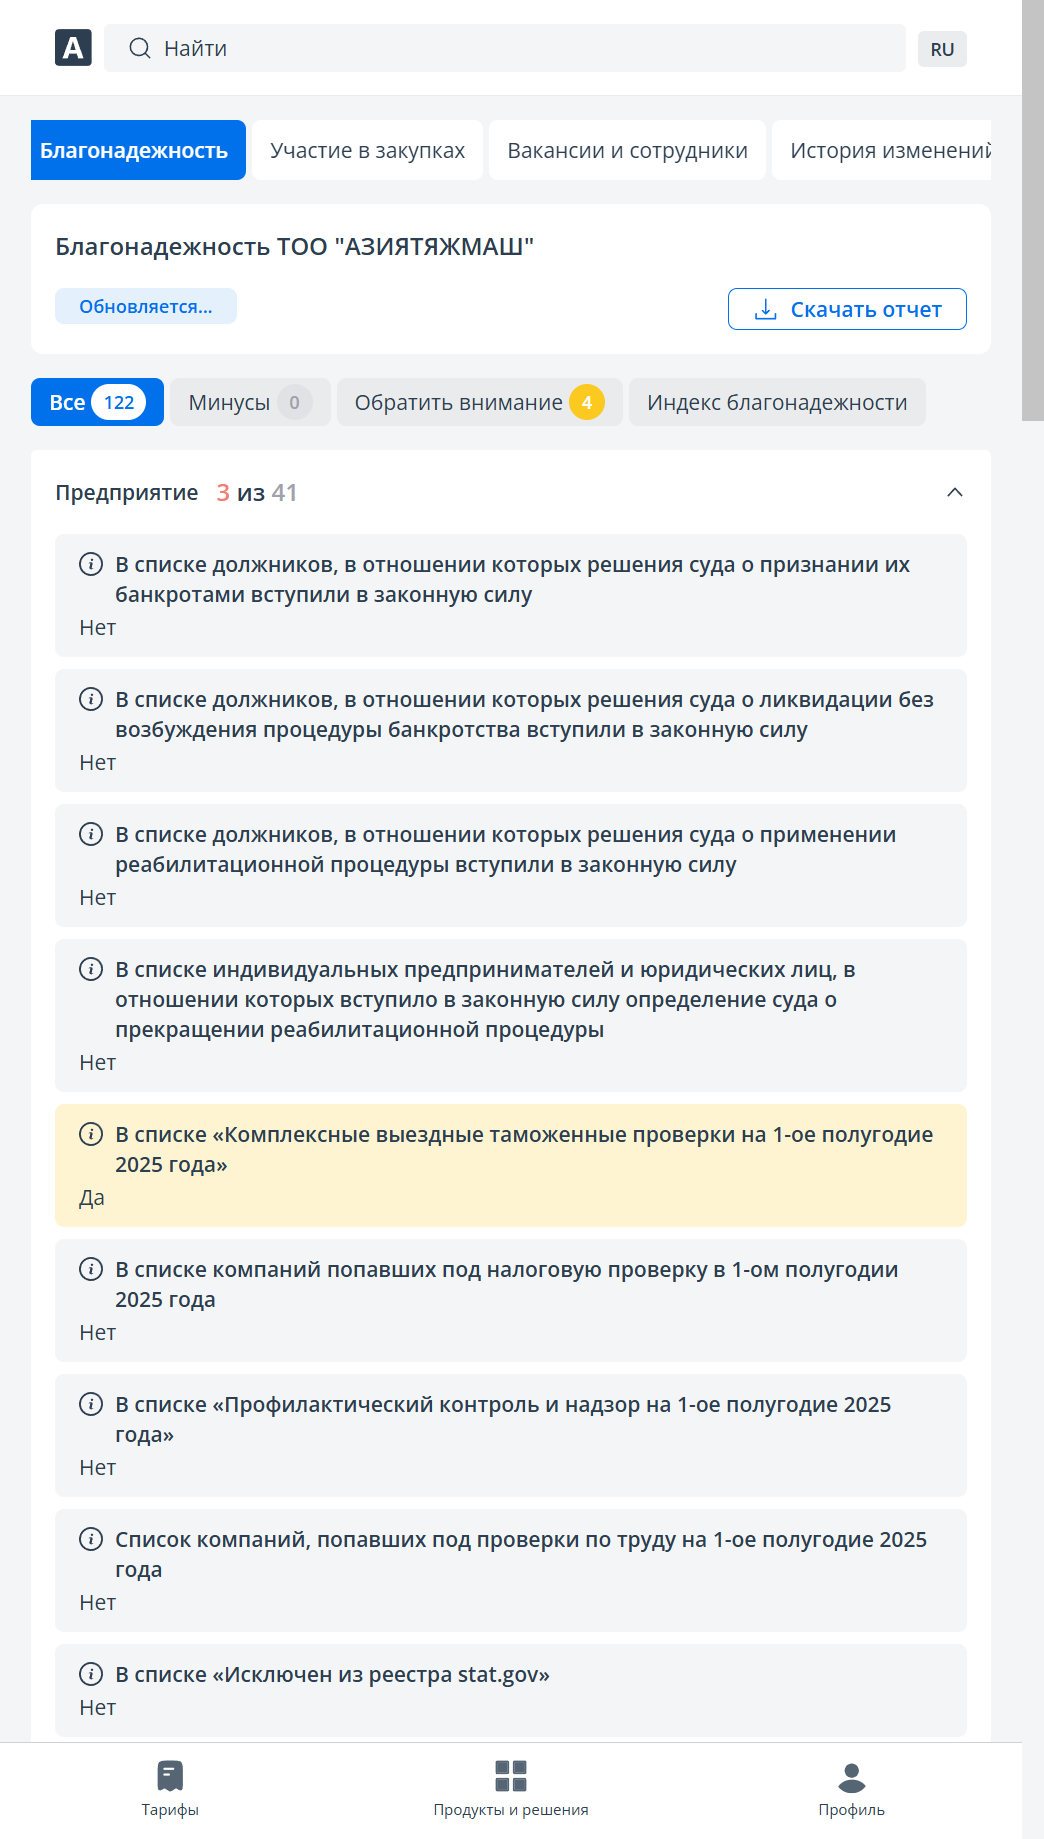 A
Найти
RU
Благонадежность
Участие в закупках
Вакансии и сотрудники
История изменений
Благонадежность ТОО "АЗИЯТЯЖМАШ"
Обновляется...
Скачать отчет
Все 122
Минусы 0
Обратить внимание 4
Индекс благонадежности
Предприятие 3 из 41
В списке должников, в отношении которых решения суда о признании их
банкротами вступили в законную силу
Нет
В списке должников, в отношении которых решения суда о ликвидации без
возбуждения процедуры банкротства вступили в законную силу
Нет
В списке должников, в отношении которых решения суда о применении
реабилитационной процедуры вступили в законную силу
Нет
В списке индивидуальных предпринимателей и юридических лиц, в
отношении которых вступило в законную силу определение суда о
прекращении реабилитационной процедуры
Нет
В списке «Комплексные выездные таможенные проверки на 1-ое полугодие
2025 года»
Да
В списке компаний попавших под налоговую проверку в 1-ом полугодии
2025 года
Нет
В списке «Профилактический контроль и надзор на 1-ое полугодие 2025
года»
Нет
Список компаний, попавших под проверки по труду на 1-ое полугодие 2025
года
Нет
В списке «Исключен из реестра stat.gov»
Нет
Тарифы
Продукты и решения
Профиль